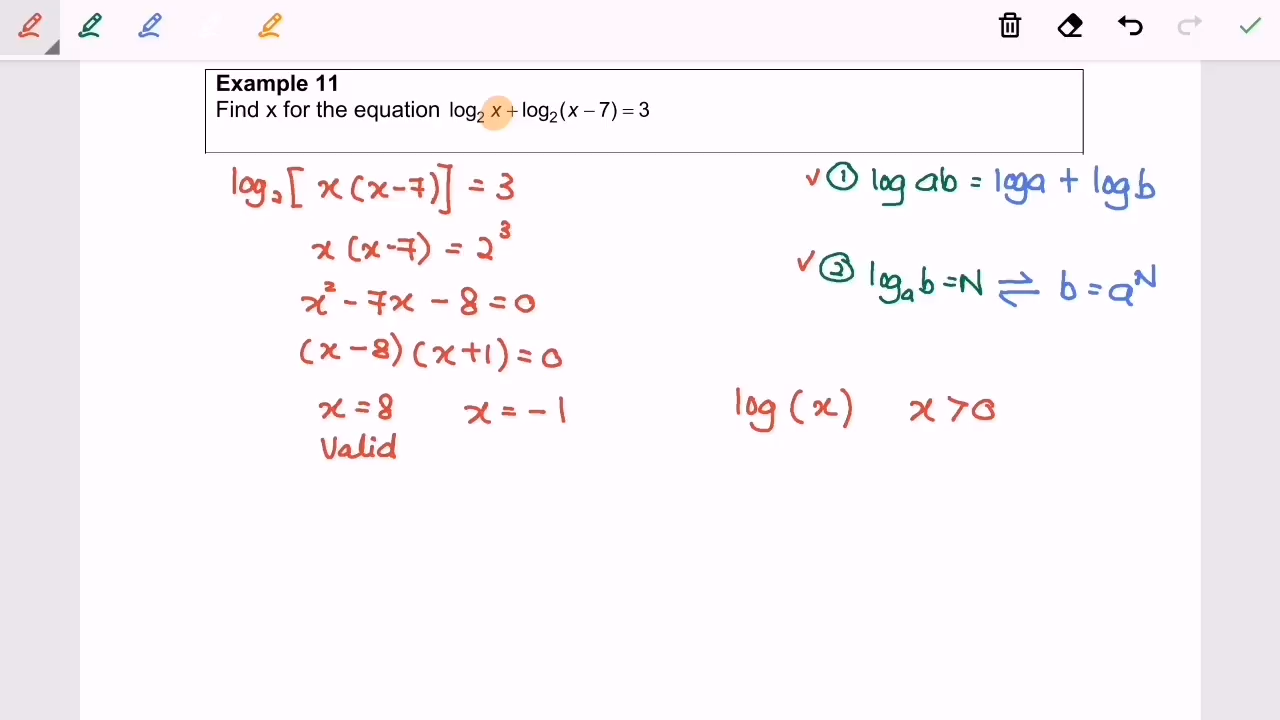 Example 11
Find x for the equation log₂ x + log₂(x − 7) = 3
log₂[x(x-7)] = 3
x(x-7) = 2³
x² - 7x - 8 = 0
(x - 8)(x + 1) = 0
x = 8 x = -1
Valid
✓ ① log ab = log a + log b
✓ ② logₐb = N ⇌ b = aᴺ
log(x) x > 0